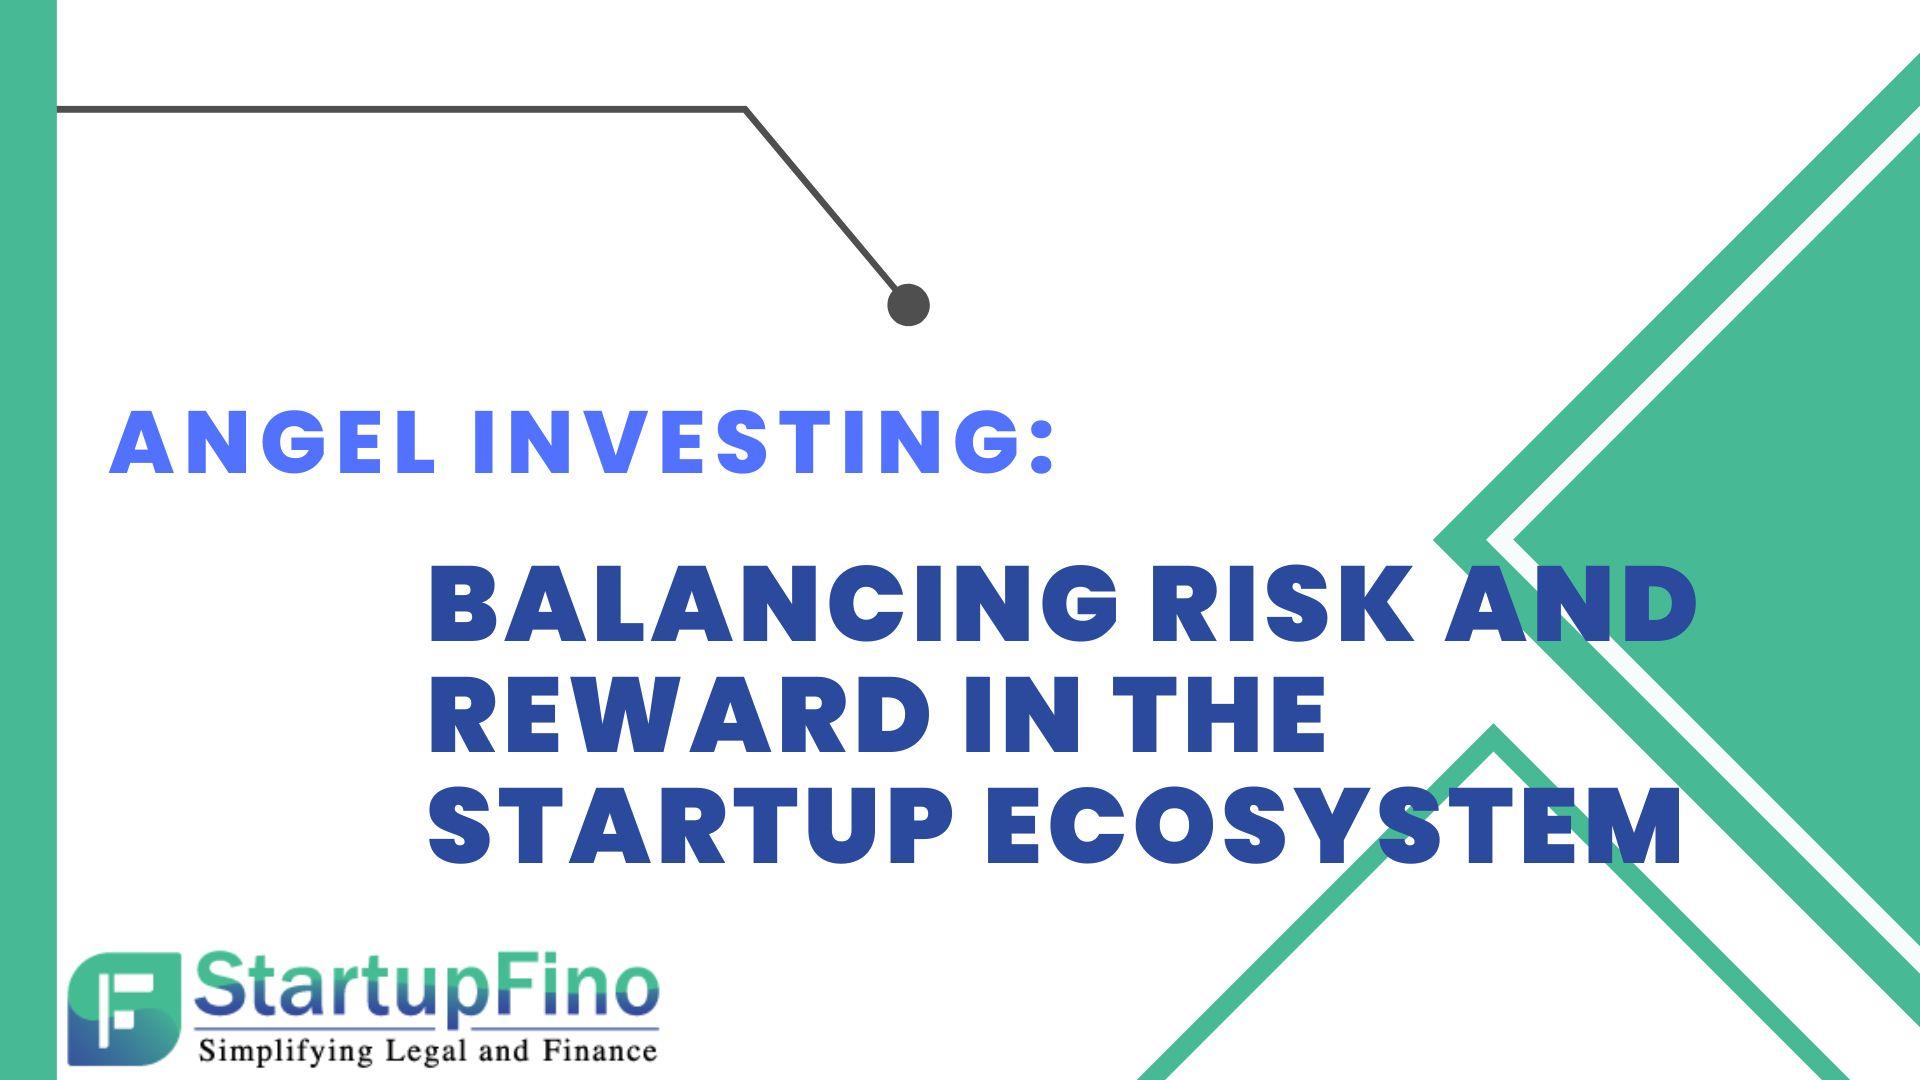 ANGEL INVESTING:
BALANCING RISK AND
REWARD IN THE
STARTUP ECOSYSTEM
StartupFino
Simplifying Legal and Finance